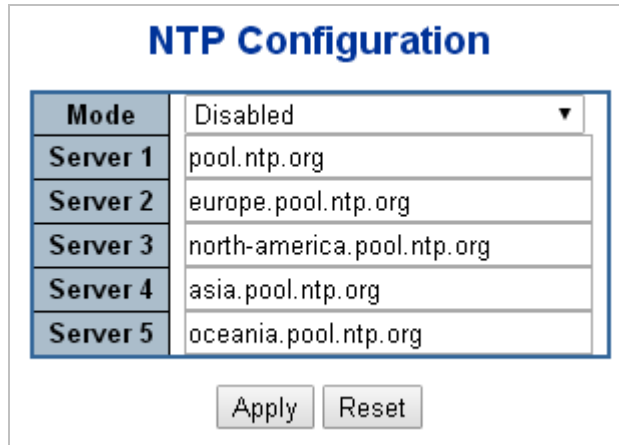 NTP Configuration
Mode Disabled
Server 1 pool.ntp.org
Server 2 europe.pool.ntp.org
Server 3 north-america.pool.ntp.org
Server 4 asia.pool.ntp.org
Server 5 oceania.pool.ntp.org
Apply Reset